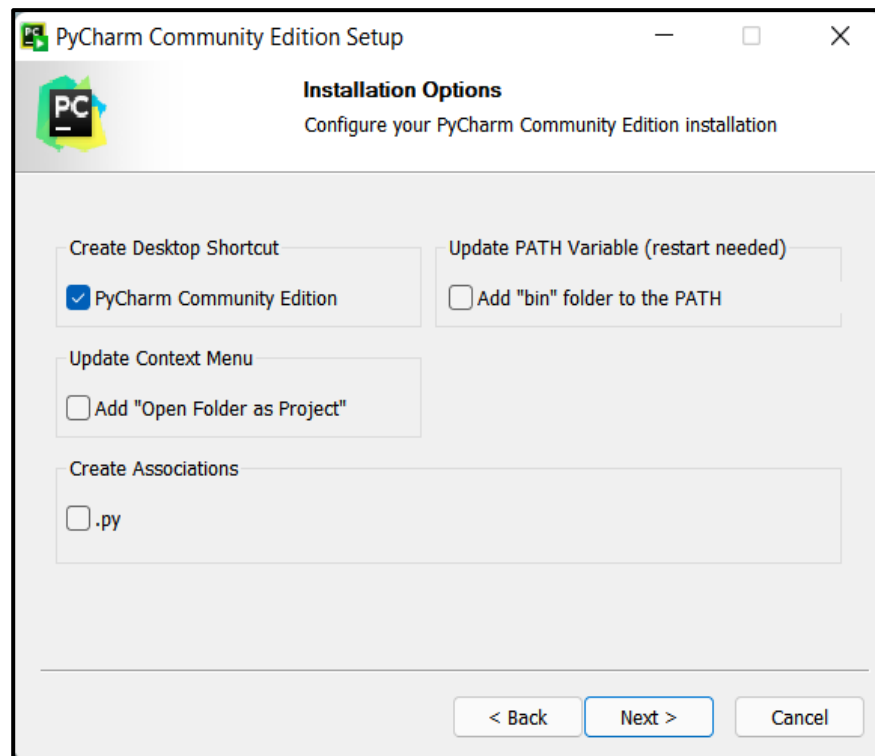 PyCharm Community Edition Setup
PC
Installation Options
Configure your PyCharm Community Edition installation
Create Desktop Shortcut
PyCharm Community Edition
Update PATH Variable (restart needed)
Add "bin" folder to the PATH
Update Context Menu
Add "Open Folder as Project"
Create Associations
.py
< Back
Next >
Cancel